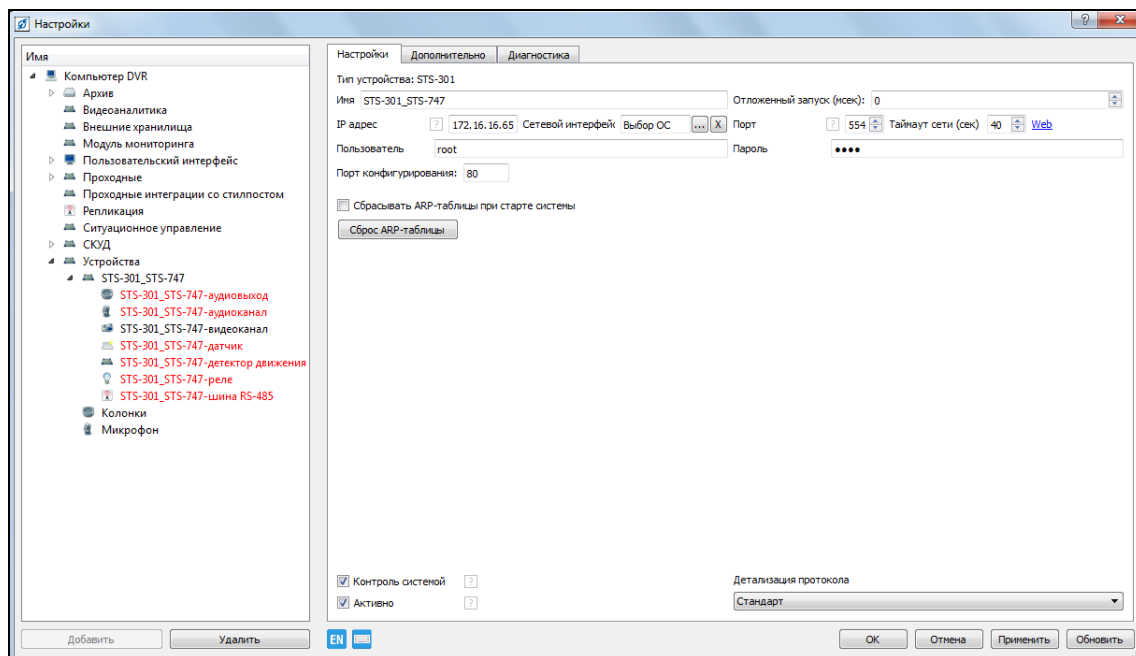 Настройки
Имя
Компьютер DVR
Архив
Видеоаналитика
Внешние хранилища
Модуль мониторинга
Пользовательский интерфейс
Проходные
Проходные интеграции со стилпостом
Репликация
Ситуационное управление
СКУД
Устройства
STS-301_STS-747
STS-301_STS-747-аудиовыход
STS-301_STS-747-аудиоканал
STS-301_STS-747-видеоканал
STS-301_STS-747-датчик
STS-301_STS-747-детектор движения
STS-301_STS-747-реле
STS-301_STS-747-шина RS-485
Колонки
Микрофон
Добавить Удалить
Настройки Дополнительно Диагностика
Тип устройства: STS-301
Имя STS-301_STS-747 Отложенный запуск (мсек): 0
IP адрес ? 172.16.16.65 Сетевой интерфейс Выбор ОС ... X Порт ? 554 Таймаут сети (сек) 40 Web
Пользователь root Пароль ••••
Порт конфигурирования: 80
Сбрасывать ARP-таблицы при старте системы
Сброс ARP-таблицы
Контроль системой ? Детализация протокола
Активно ? Стандарт
EN OK Отмена Применить Обновить